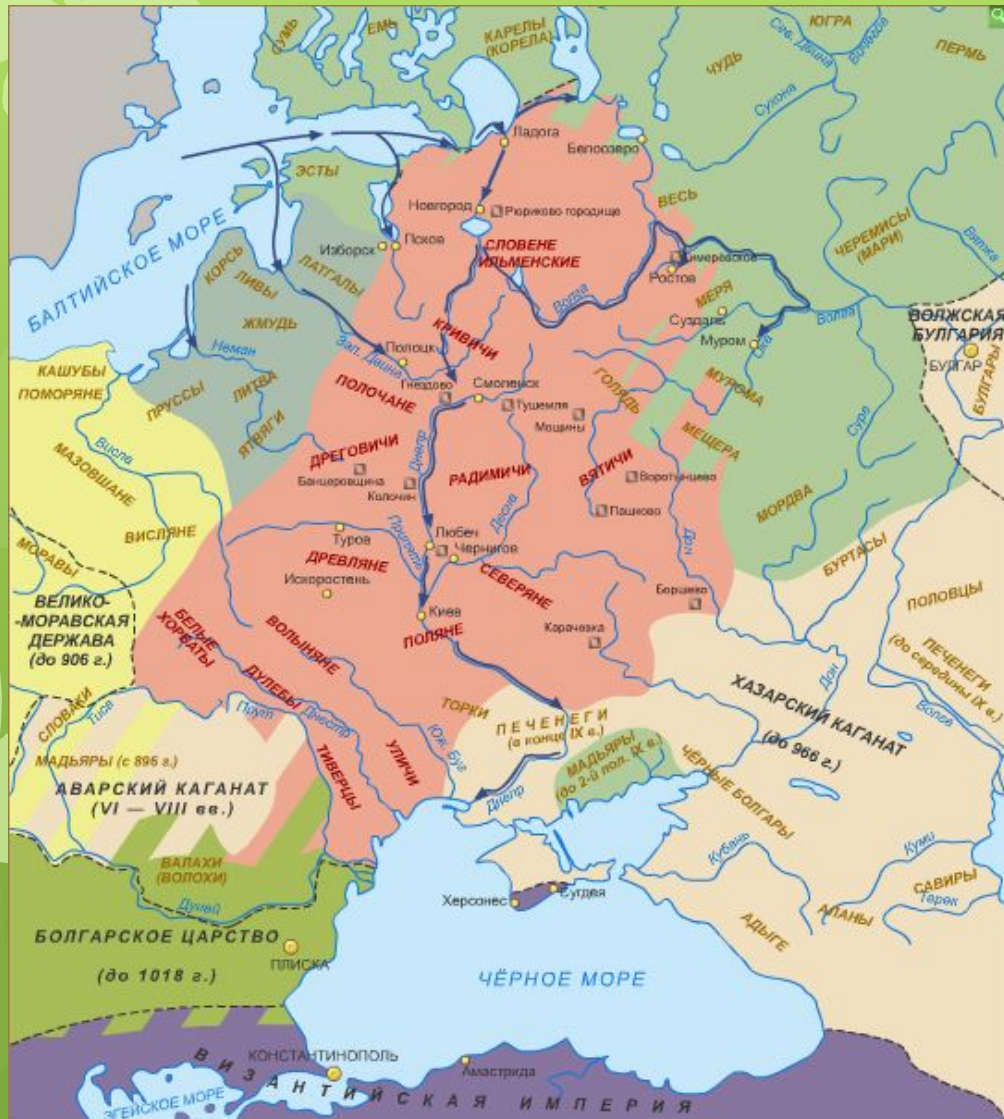 СУМЬ
ЕМЬ
КАРЕЛЫ
(КОРЕЛА)
ЧУДЬ
Сев. Двина
ЮГРА
Вологда
ПЕРМЬ
Сухона
Ладога
Белоозеро
ЭСТЫ
ВЕСЬ
Новгород
Рюриково городище
БАЛТИЙСКОЕ МОРЕ
Изборск
Псков
СЛОВЕНЕ
ИЛЬМЕНСКИЕ
ЧЕРЕМИСЫ
(МАРИ)
Вятка
КОРСЬ
ЛИВЫ
ЛАТГАЛЫ
Ростов
МЕРЯ
Волга
Суздаль
Волга
ЖМУДЬ
КРИВИЧИ
Муром
Ока
ВОЛЖСКАЯ
БУЛГАРИЯ
БУЛГАР
БУЛГАРЫ
Неман
Полоцк
Зап. Двина
КАШУБЫ
ПОМОРЯНЕ
ПРУССЫ
ЛИТВА
ПОЛОЧАНЕ
Гнездово
Смоленск
Тушемля
Мощины
ГОЛЯДЬ
МУРОМА
МЕЩЕРА
Сура
ЯТВЯГИ
Висла
МАЗОВШАНЕ
ДРЕГОВИЧИ
Банцеровщина
Колочин
Днепр
РАДИМИЧИ
ВЯТИЧИ
Воротынцево
Пашково
МОРДВА
ВИСЛЯНЕ
Туров
Припять
Любеч
Десна
Чернигов
БУРТАСЫ
МОРАВЫ
ДРЕВЛЯНЕ
Искоростень
СЕВЕРЯНЕ
Боршево
ПОЛОВЦЫ
ВЕЛИКО-
-МОРАВСКАЯ
ДЕРЖАВА
(до 906 г.)
БЕЛЫЕ
ХОРВАТЫ
ВОЛЫНЯНЕ
Киев
ПОЛЯНЕ
Карачевка
ПЕЧЕНЕГИ
(до середины IX в.)
СЛОВАКИ
Тиса
ДУЛЕБЫ
Прут
Днестр
Юж. Буг
ТОРКИ
ПЕЧЕНЕГИ
(в конце IX в.)
Дон
ХАЗАРСКИЙ КАГАНАТ
(до 966 г.)
Волга
МАДЬЯРЫ (с 896 г.)
АВАРСКИЙ КАГАНАТ
(VI — VIII вв.)
ТИВЕРЦЫ
УЛИЧИ
МАДЬЯРЫ
(до 2-й пол. IX в.)
Днепр
ЧЁРНЫЕ БОЛГАРЫ
ВАЛАХИ
(ВОЛОХИ)
Дунай
Кубань
Кума
САВИРЫ
Терек
Херсонес
Сугдея
АЛАНЫ
АДЫГЕ
БОЛГАРСКОЕ ЦАРСТВО
(до 1018 г.)
ПЛИСКА
ЧЁРНОЕ МОРЕ
КОНСТАНТИНОПОЛЬ
Амастрида
ВИЗАНТИЙСКАЯ ИМПЕРИЯ
ЭГЕЙСКОЕ МОРЕ